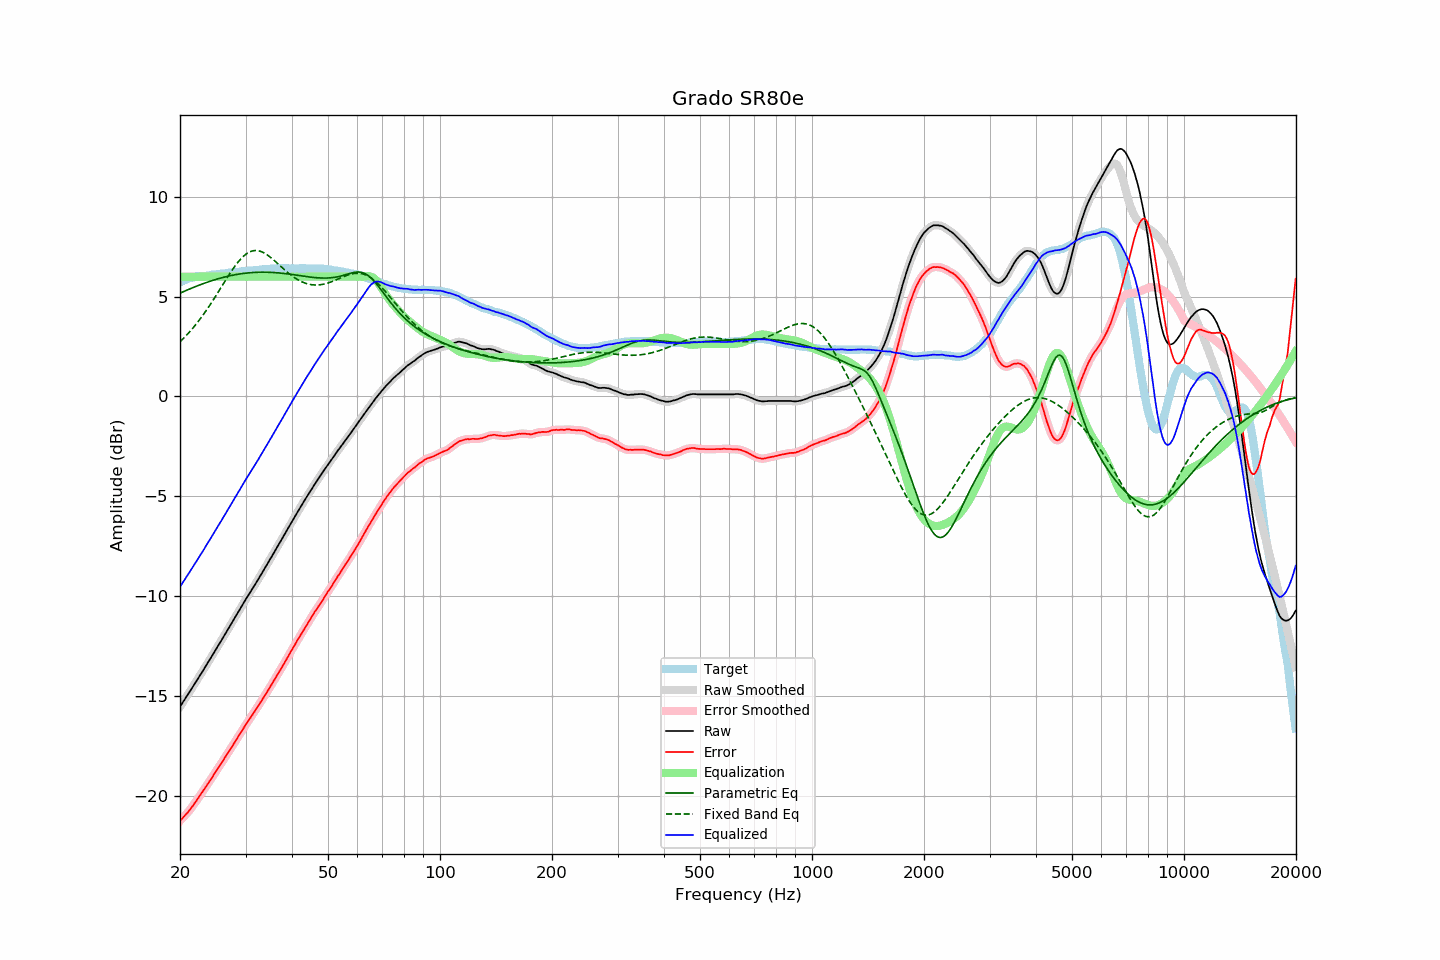 Grado SR80e
Amplitude (dBr)
10
5
0
−5
−10
−15
−20
Target
Raw Smoothed
Error Smoothed
Raw
Error
Equalization
Parametric Eq
Fixed Band Eq
Equalized
20 50 100 200 500 1000 2000 5000 10000 20000
Frequency (Hz)